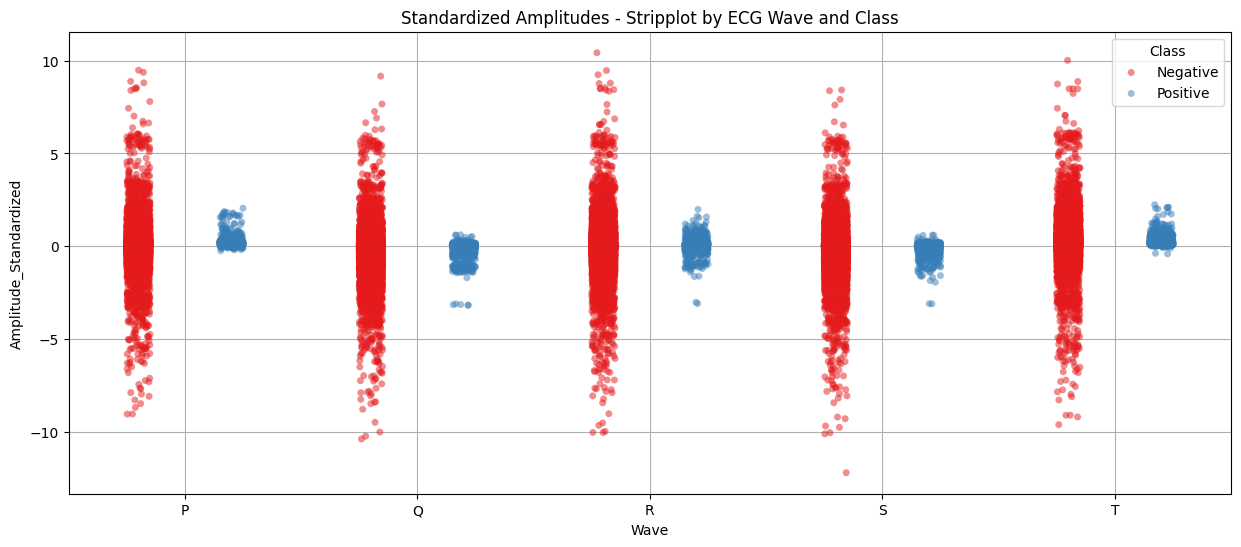 Standardized Amplitudes - Stripplot by ECG Wave and Class
Class
Negative
Positive
10
5
0
−5
−10
Amplitude_Standardized
P
Q
R
S
T
Wave